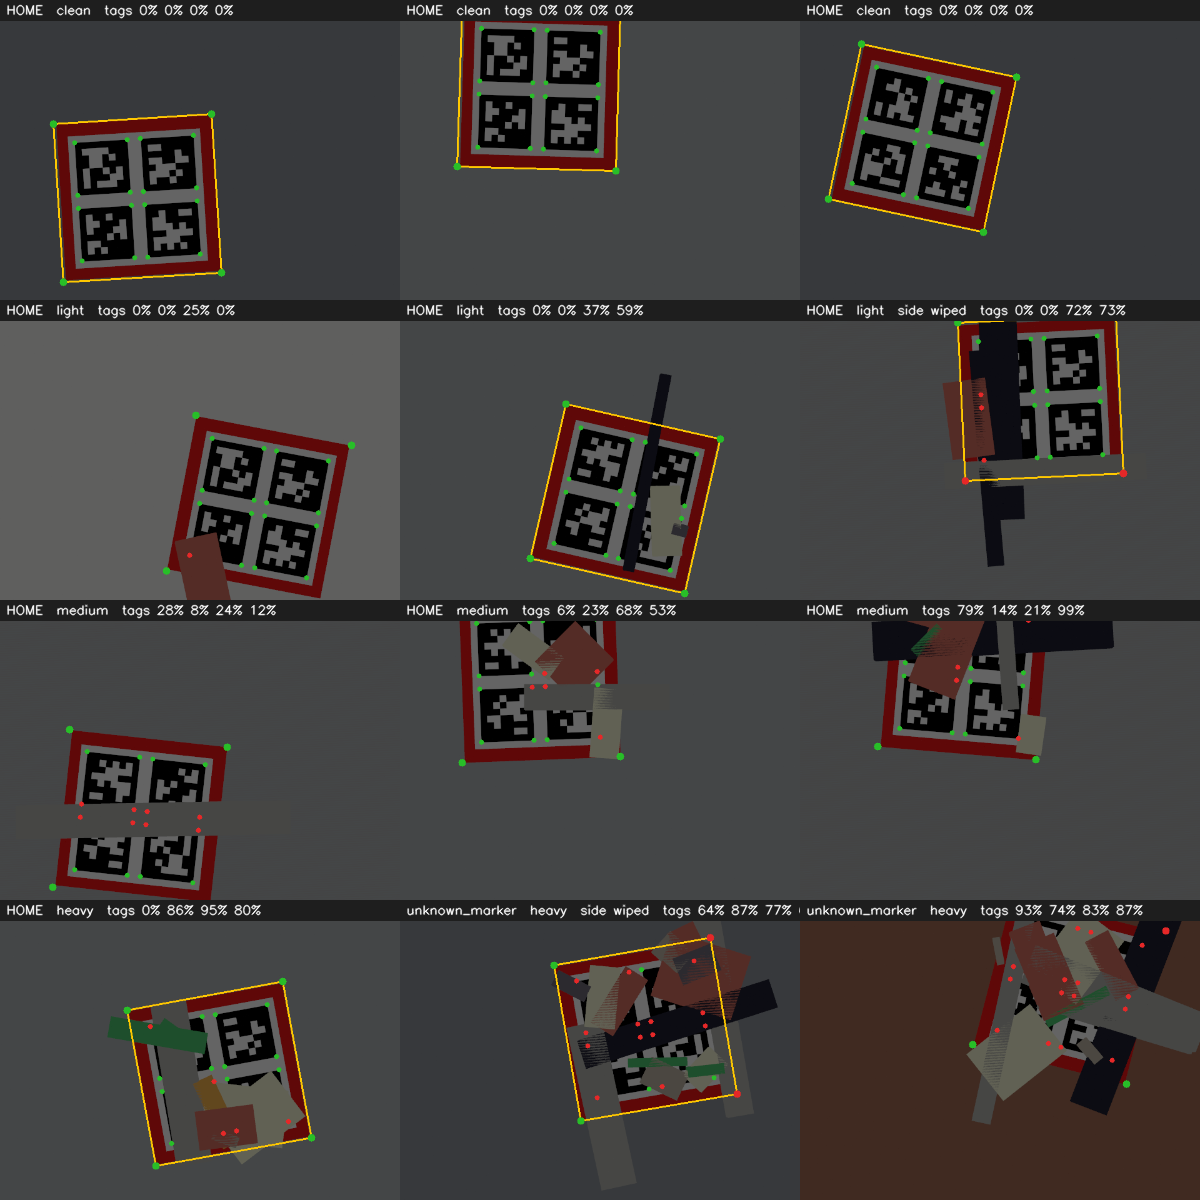 HOME clean tags 0% 0% 0% 0%
HOME clean tags 0% 0% 0% 0%
HOME clean tags 0% 0% 0% 0%
HOME light tags 0% 0% 25% 0%
HOME light tags 0% 0% 37% 59%
HOME light side wiped tags 0% 0% 72% 73%
HOME medium tags 28% 8% 24% 12%
HOME medium tags 6% 23% 68% 53%
HOME medium tags 79% 14% 21% 99%
HOME heavy tags 0% 86% 95% 80%
unknown_marker heavy side wiped tags 64% 87% 77%
unknown_marker heavy tags 93% 74% 83% 87%